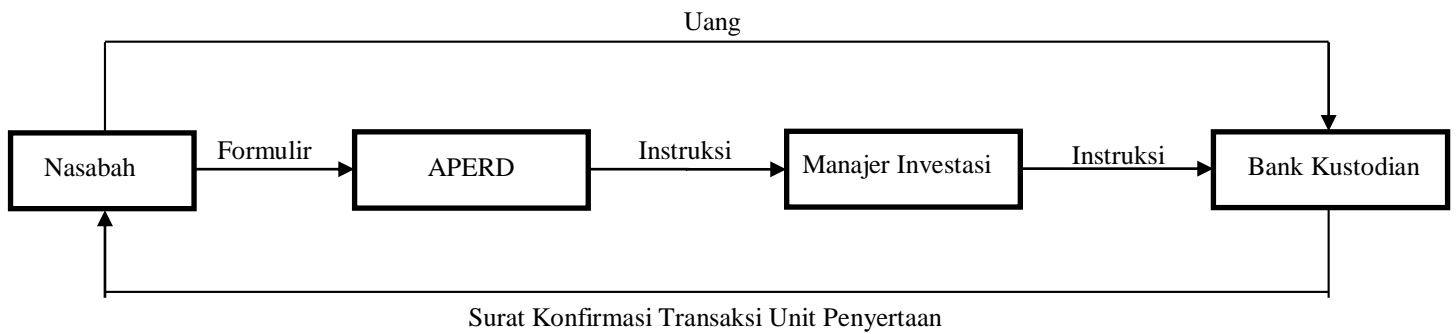 Uang
Nasabah
Formulir
APERD
Instruksi
Manajer Investasi
Instruksi
Bank Kustodian
Surat Konfirmasi Transaksi Unit Penyertaan